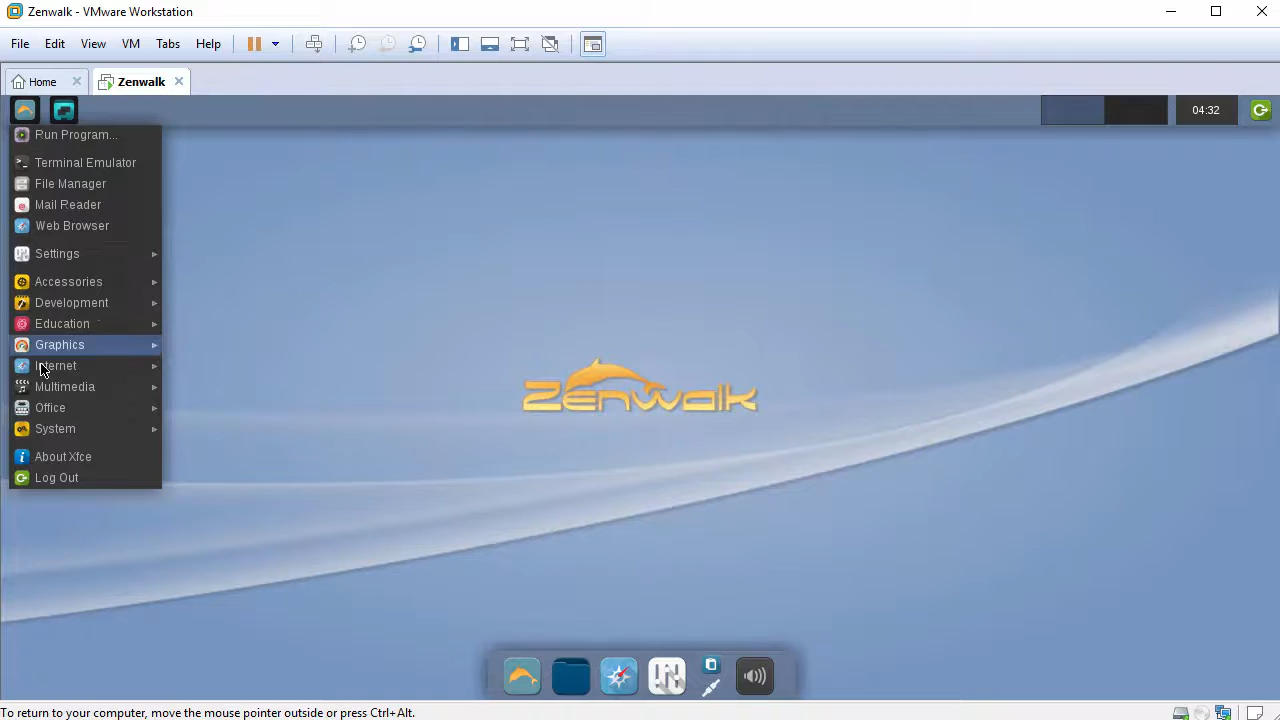 Zenwalk - VMware Workstation
File Edit View VM Tabs Help
Home Zenwalk
04:32
Run Program...
Terminal Emulator
File Manager
Mail Reader
Web Browser
Settings
Accessories
Development
Education
Graphics
Internet
Multimedia
Office
System
About Xfce
Log Out
Zenwalk
To return to your computer, move the mouse pointer outside or press Ctrl+Alt.